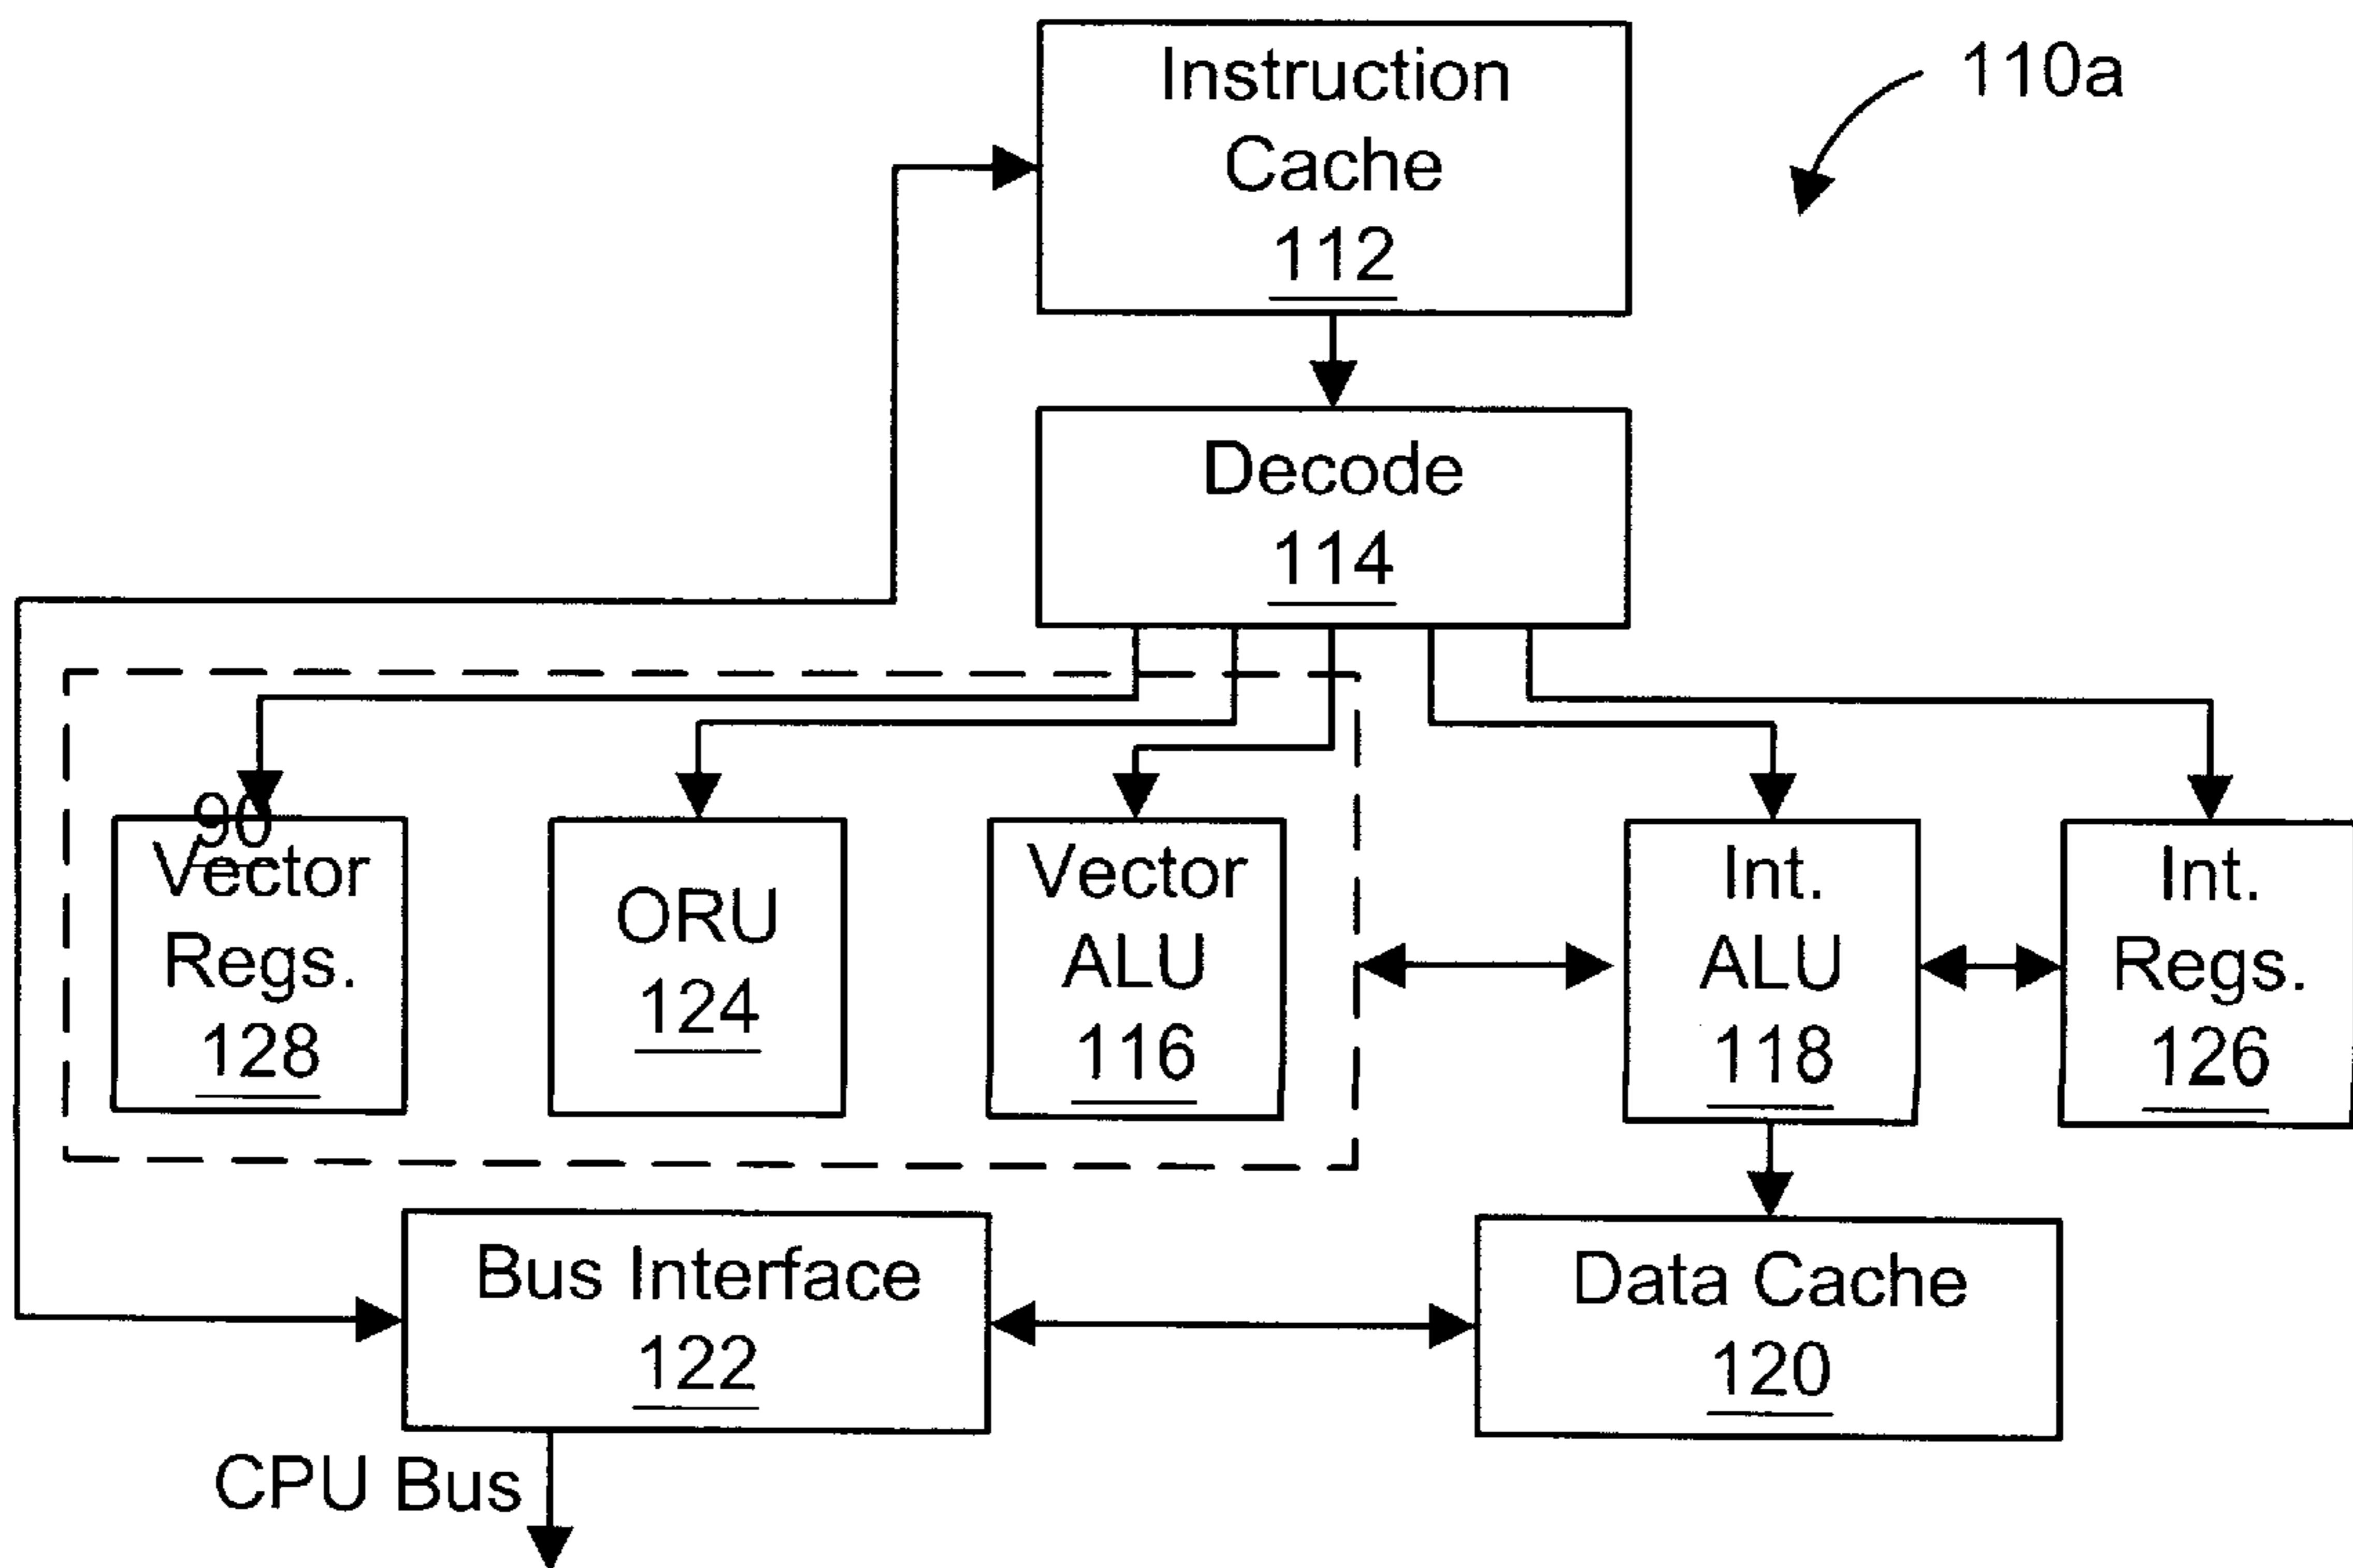 Instruction
Cache
112
110a
Decode
114
90
Vector
Regs.
128
ORU
124
Vector
ALU
116
Int.
ALU
118
Int.
Regs.
126
Bus Interface
122
Data Cache
120
CPU Bus